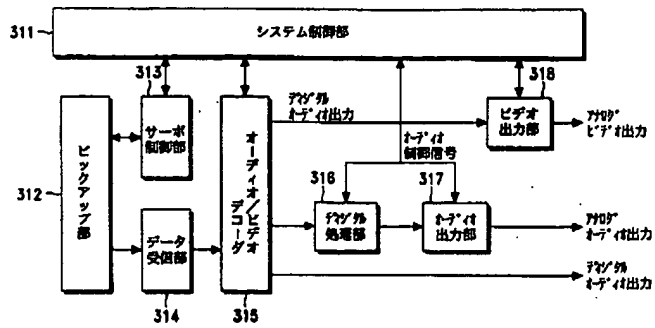 311
システム制御部
313
318
ディジタル
オーディオ出力
サーボ
制御部
ビデオ
出力部
アナログ
ビデオ出力
オーディオ
制御信号
312
ピックアップ部
オーディオ/ビデオ
デコーダ
316
317
データ
受信部
ディジタル
処理部
オーディオ
出力部
アナログ
オーディオ出力
ディジタル
オーディオ出力
314
315